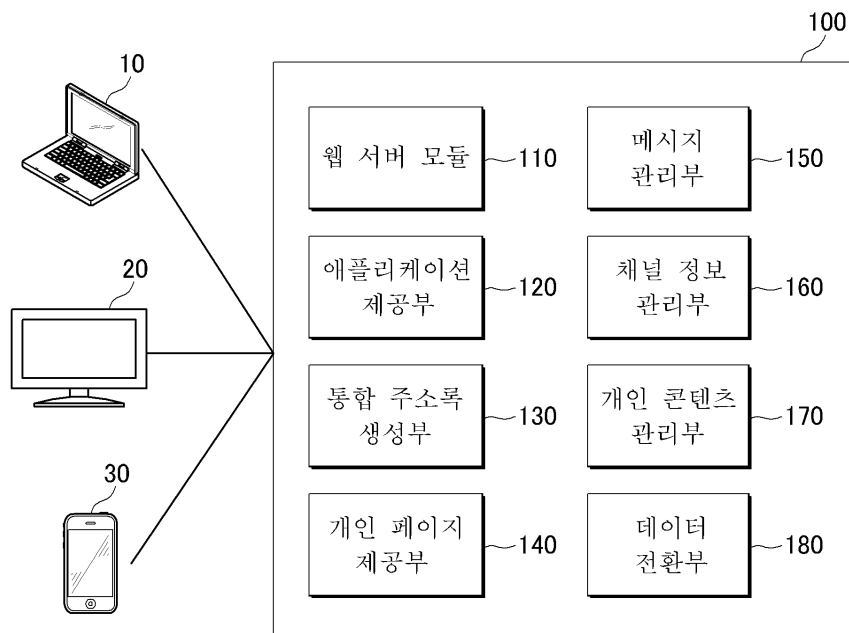 100
10
웹 서버 모듈
110
메시지
관리부
150
20
애플리케이션
제공부
120
채널 정보
관리부
160
통합 주소록
생성부
130
개인 콘텐츠
관리부
170
30
개인 페이지
제공부
140
데이터
전환부
180